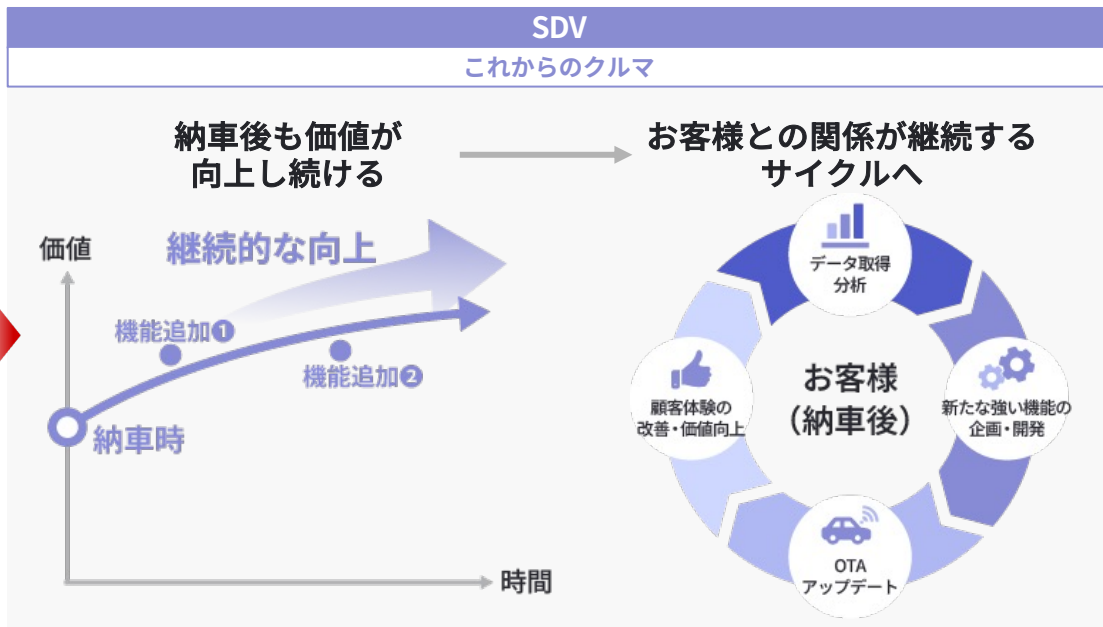 SDV
これからのクルマ
納車後も価値が
向上し続ける
お客様との関係が継続する
サイクルへ
価値
継続的な向上
機能追加❶
機能追加❷
納車時
時間
データ取得
分析
新たな強い機能の
企画・開発
OTA
アップデート
顧客体験の
改善・価値向上
お客様
（納車後）